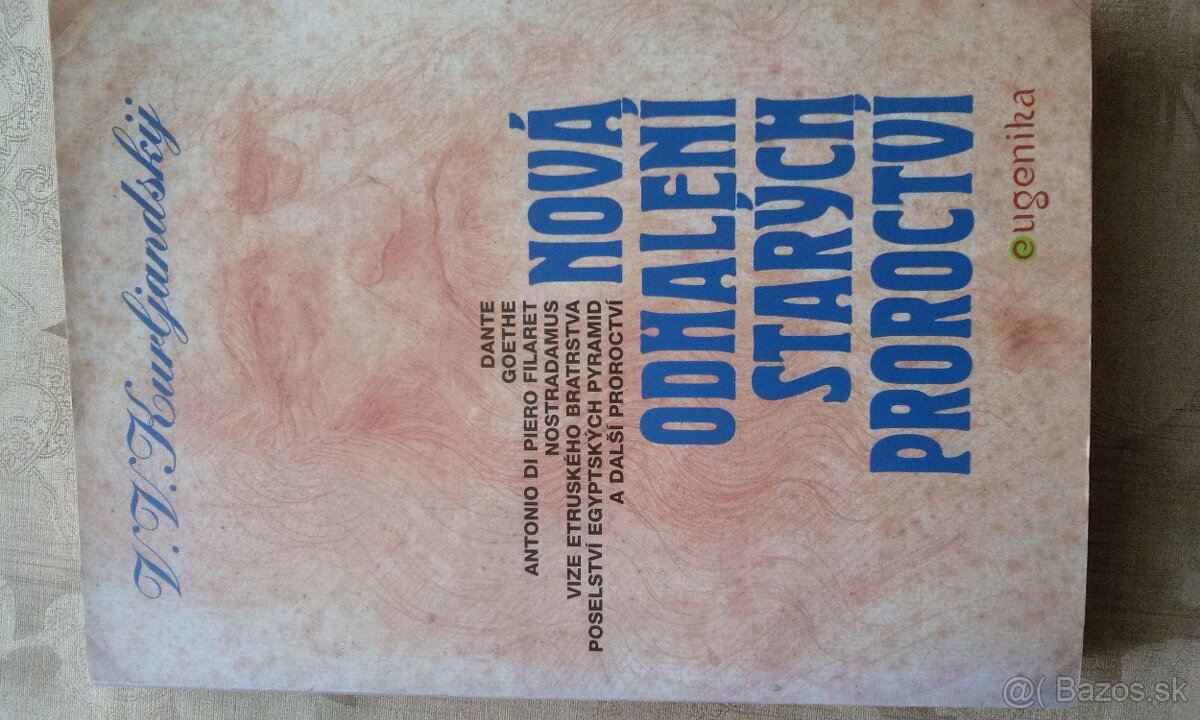 V.V.Kurljandskij
DANTE
GOETHE
ANTONIO DI PIERO FILARET
NOSTRADAMUS
VIZE ETRUSKÉHO BRATRSTVA
POSELSTVÍ EGYPTSKÝCH PYRAMID
A DALŠÍ PROROCTVÍ
NOVÁ
ODHALENÍ
STARÝCH
PROROCTVÍ
eugenika
@( Bazos.sk